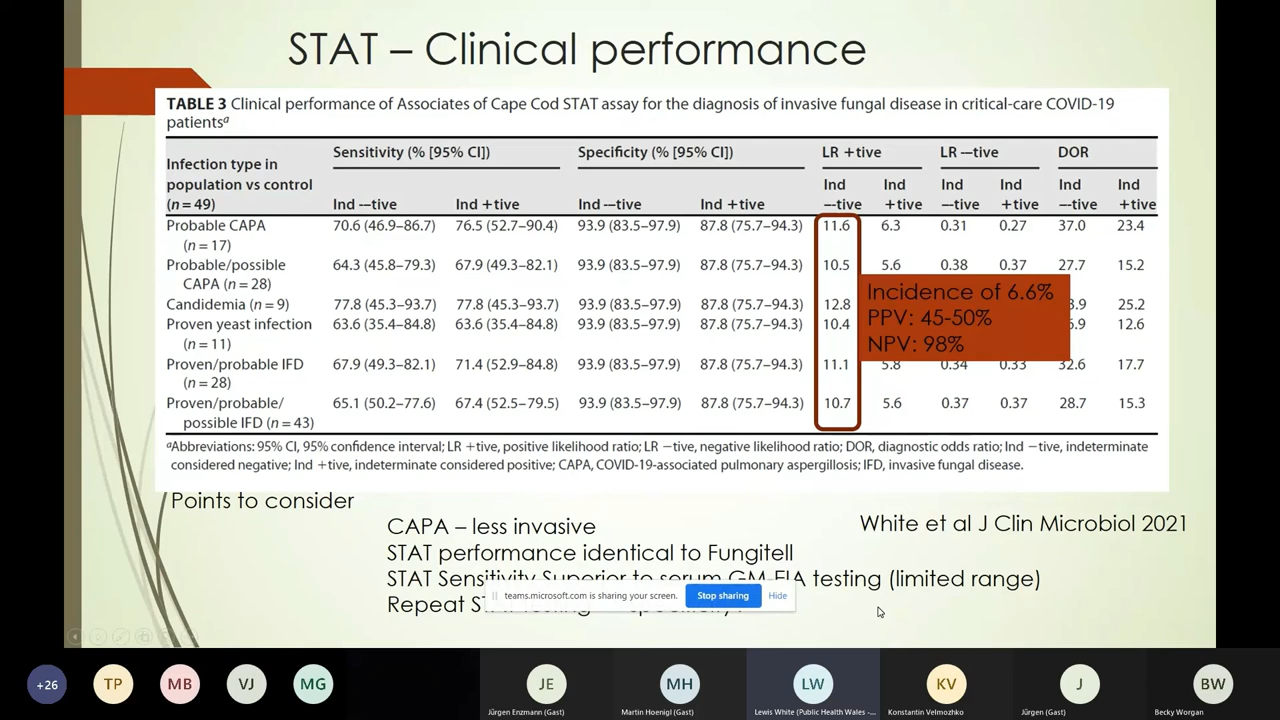 STAT – Clinical performance
TABLE 3 Clinical performance of Associates of Cape Cod STAT assay for the diagnosis of invasive fungal disease in critical-care COVID-19
patientsᵃ
Infection type in population vs control (n = 49) Sensitivity (% [95% CI]) Specificity (% [95% CI]) LR +tive LR −tive DOR
Ind −tive Ind +tive Ind −tive Ind +tive Ind −tive Ind +tive Ind −tive Ind +tive Ind −tive Ind +tive
Probable CAPA 70.6 (46.9–86.7) 76.5 (52.7–90.4) 93.9 (83.5–97.9) 87.8 (75.7–94.3) 11.6 6.3 0.31 0.27 37.0 23.4
(n = 17)
Probable/possible 64.3 (45.8–79.3) 67.9 (49.3–82.1) 93.9 (83.5–97.9) 87.8 (75.7–94.3) 10.5 5.6 0.38 0.37 27.7 15.2
CAPA (n = 28)
Candidemia (n = 9) 77.8 (45.3–93.7) 77.8 (45.3–93.7) 93.9 (83.5–97.9) 87.8 (75.7–94.3) 12.8 25.2
Proven yeast infection 63.6 (35.4–84.8) 63.6 (35.4–84.8) 93.9 (83.5–97.9) 87.8 (75.7–94.3) 10.4 12.6
(n = 11)
Proven/probable IFD 67.9 (49.3–82.1) 71.4 (52.9–84.8) 93.9 (83.5–97.9) 87.8 (75.7–94.3) 11.1 5.8 0.34 0.33 32.6 17.7
(n = 28)
Proven/probable/ 65.1 (50.2–77.6) 67.4 (52.5–79.5) 93.9 (83.5–97.9) 87.8 (75.7–94.3) 10.7 5.6 0.37 0.37 28.7 15.3
possible IFD (n = 43)
Incidence of 6.6%
PPV: 45-50%
NPV: 98%
ᵃAbbreviations: 95% CI, 95% confidence interval; LR +tive, positive likelihood ratio; LR −tive, negative likelihood ratio; DOR, diagnostic odds ratio; Ind −tive, indeterminate
considered negative; Ind +tive, indeterminate considered positive; CAPA, COVID-19-associated pulmonary aspergillosis; IFD, invasive fungal disease.
Points to consider
CAPA – less invasive
White et al J Clin Microbiol 2021
STAT performance identical to Fungitell
STAT Sensitivity Superior to serum GM-EIA testing (limited range)
Repeat
teams.microsoft.com is sharing your screen. Stop sharing Hide
+26 TP MB VJ MG JE MH LW KV J BW
Jürgen Enzmann (Gast) Martin Hoenigl (Gast) Lewis White (Public Health Wales -... Konstantin Velmozhko Jürgen (Gast) Becky Worgan